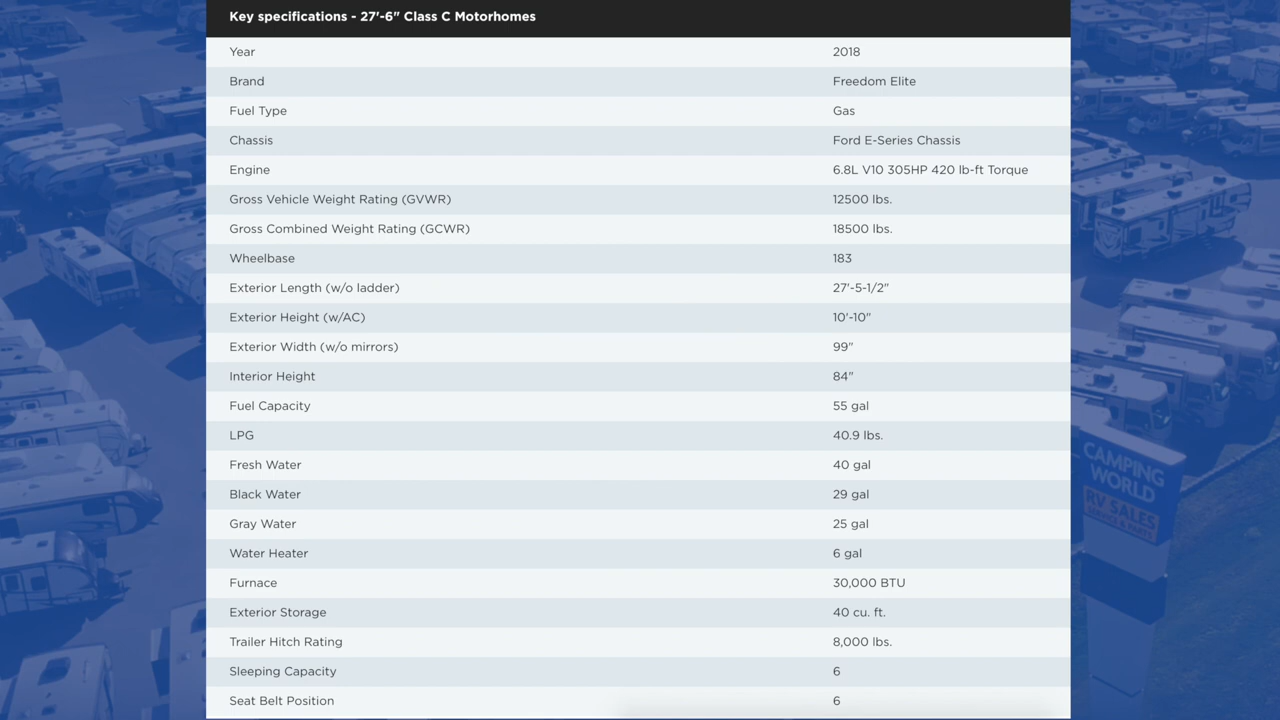 Key specifications - 27'-6" Class C Motorhomes
Year 2018
Brand Freedom Elite
Fuel Type Gas
Chassis Ford E-Series Chassis
Engine 6.8L V10 305HP 420 lb-ft Torque
Gross Vehicle Weight Rating (GVWR) 12500 lbs.
Gross Combined Weight Rating (GCWR) 18500 lbs.
Wheelbase 183
Exterior Length (w/o ladder) 27'-5-1/2"
Exterior Height (w/AC) 10'-10"
Exterior Width (w/o mirrors) 99"
Interior Height 84"
Fuel Capacity 55 gal
LPG 40.9 lbs.
Fresh Water 40 gal
Black Water 29 gal
Gray Water 25 gal
Water Heater 6 gal
Furnace 30,000 BTU
Exterior Storage 40 cu. ft.
Trailer Hitch Rating 8,000 lbs.
Sleeping Capacity 6
Seat Belt Position 6
CAMPING
WORLD
RV SALES